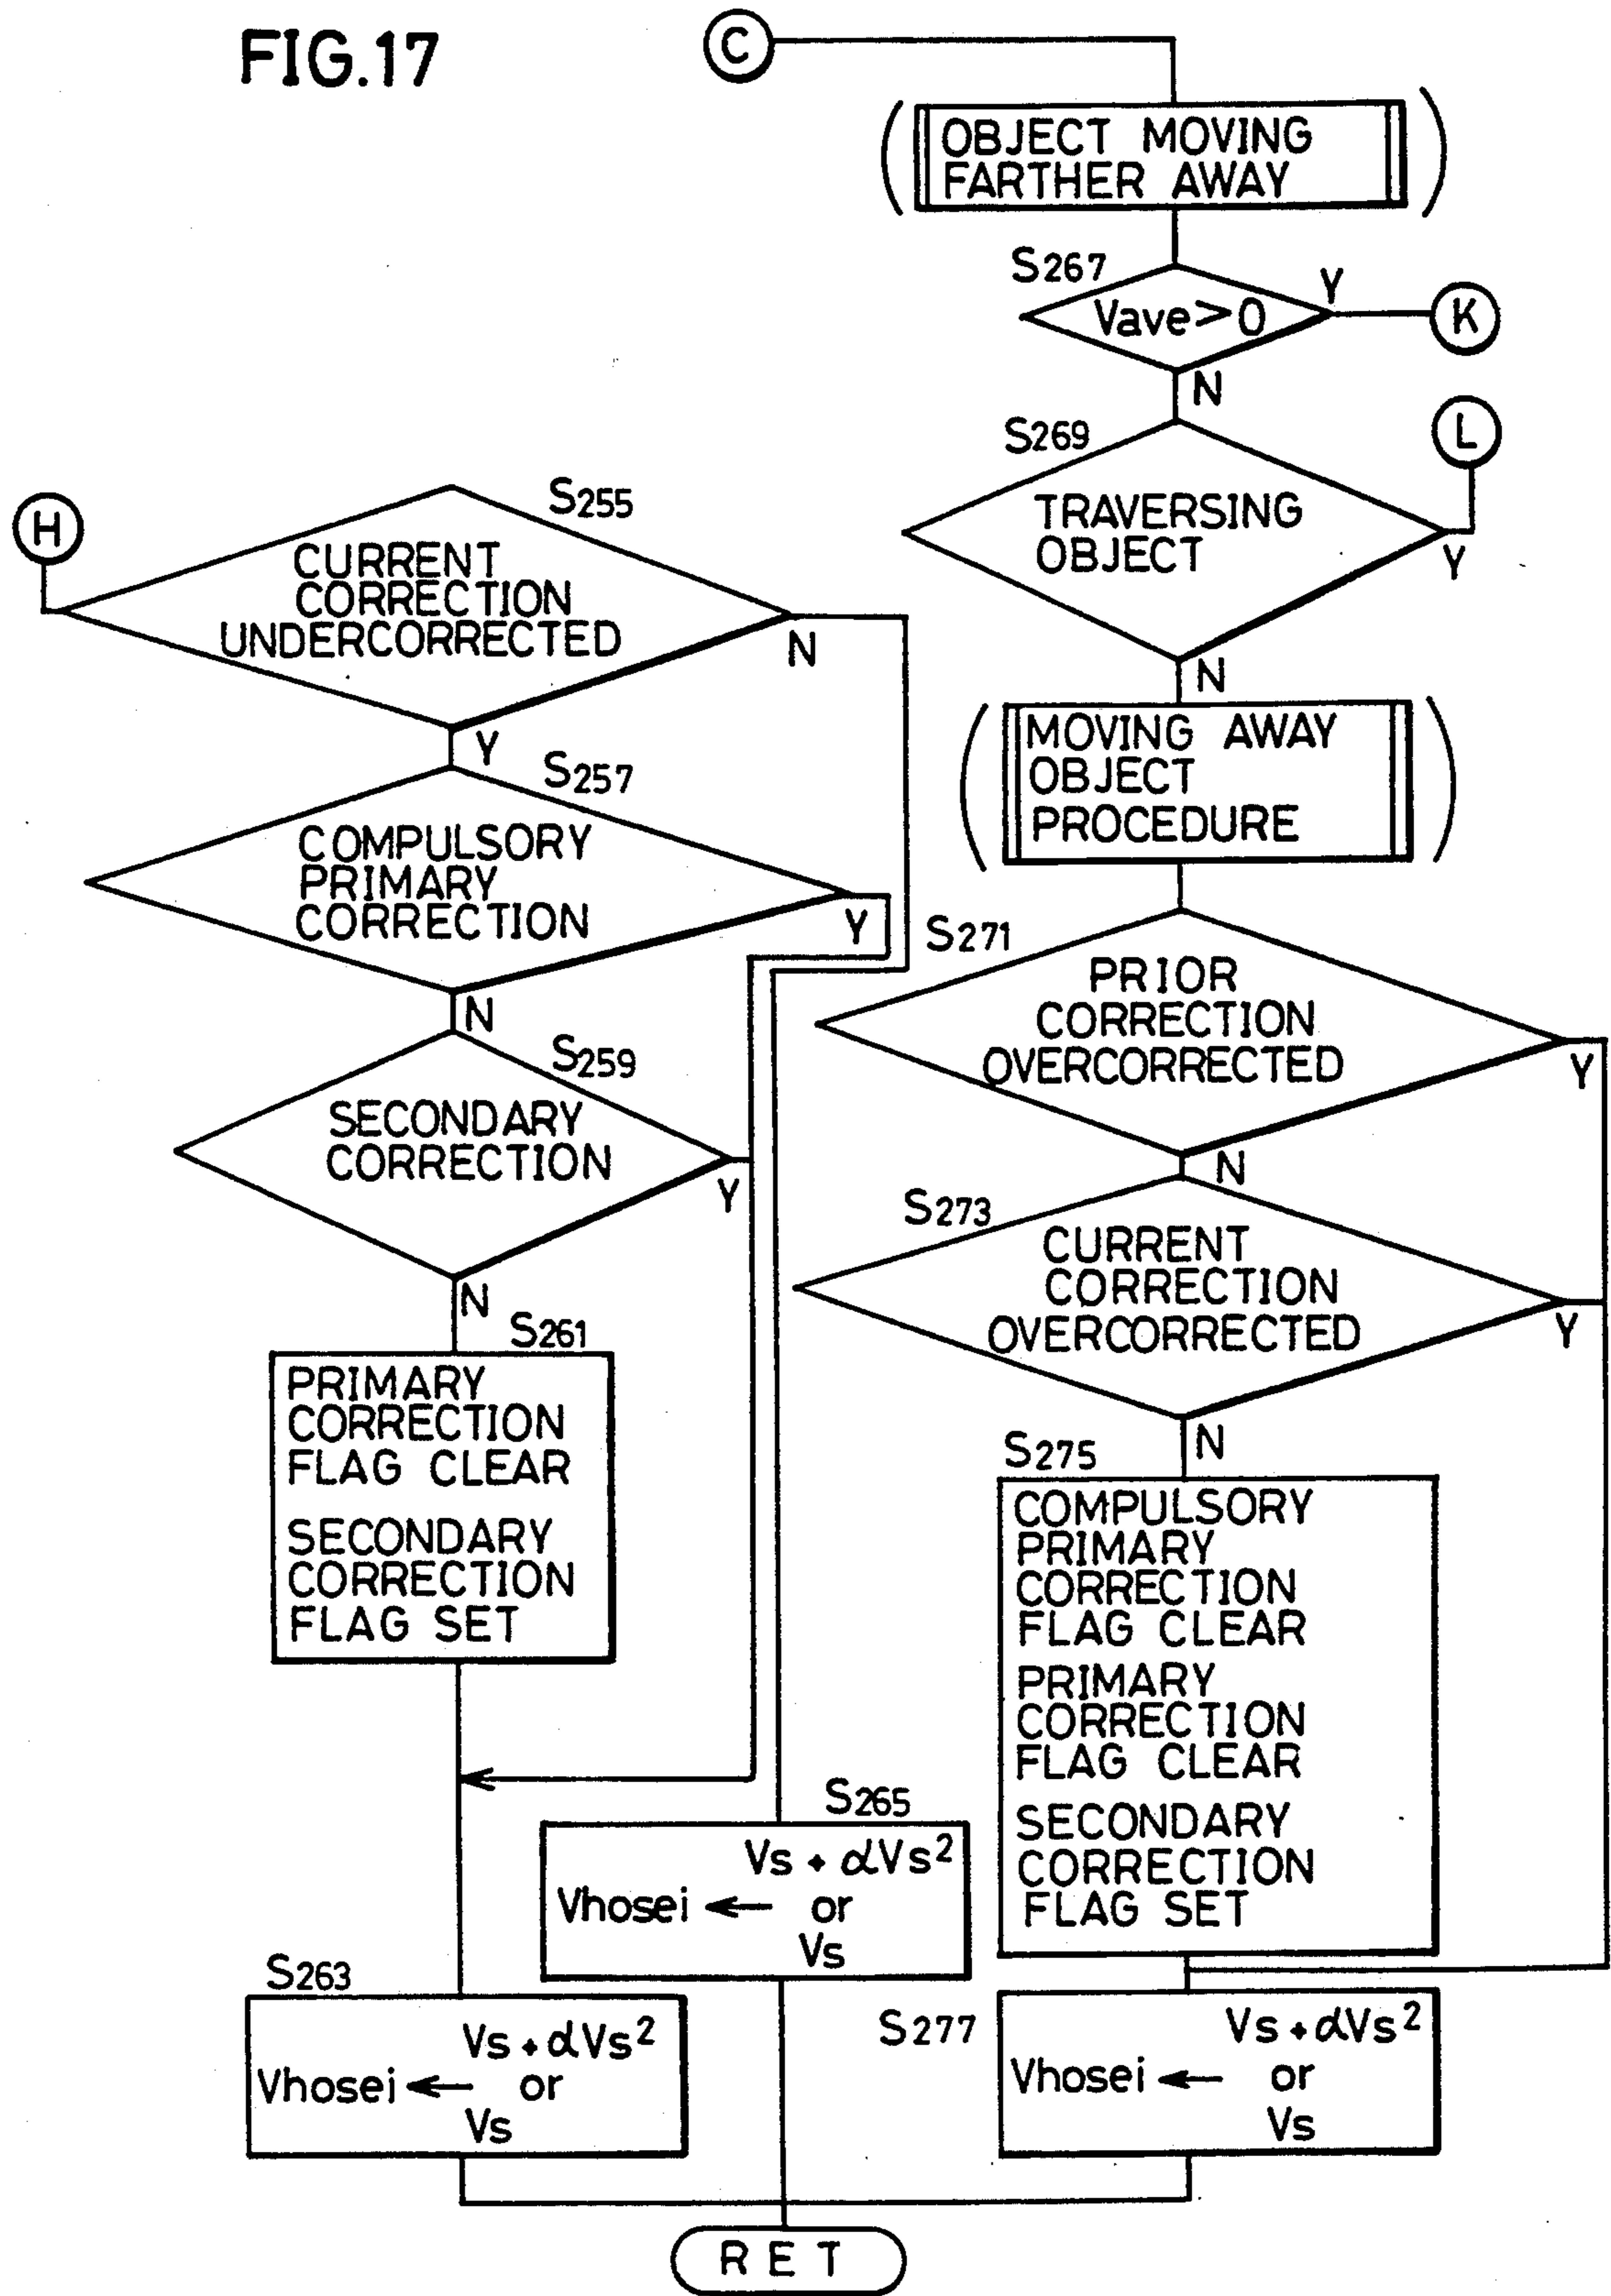 FIG.17
C
OBJECT MOVING
FARTHER AWAY
S267
Vave>0
Y
K
N
S269
L
TRAVERSING
OBJECT
Y
N
MOVING AWAY
OBJECT
PROCEDURE
S271
PRIOR
CORRECTION
OVERCORRECTED
Y
N
S273
CURRENT
CORRECTION
OVERCORRECTED
Y
N
S275
COMPULSORY
PRIMARY
CORRECTION
FLAG CLEAR
PRIMARY
CORRECTION
FLAG CLEAR
SECONDARY
CORRECTION
FLAG SET
S277
Vs+αVs²
Vhosei ← or
Vs
H
S255
CURRENT
CORRECTION
UNDERCORRECTED
N
Y
S257
COMPULSORY
PRIMARY
CORRECTION
Y
N
S259
SECONDARY
CORRECTION
Y
N
S261
PRIMARY
CORRECTION
FLAG CLEAR
SECONDARY
CORRECTION
FLAG SET
S265
Vs+αVs²
Vhosei ← or
Vs
S263
Vs+αVs²
Vhosei ← or
Vs
RET